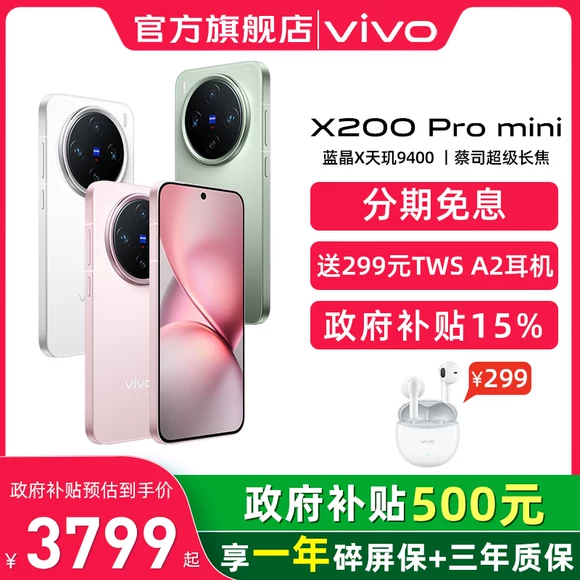 官方旗舰店 vivo
X200 Pro mini
蓝晶X天玑9400 | 蔡司超级长焦
分期免息
送299元TWS A2耳机
政府补贴15%
¥299
vivo
vivo
政府补贴预估到手价
¥3799起
政府补贴500元
享一年碎屏保+三年质保